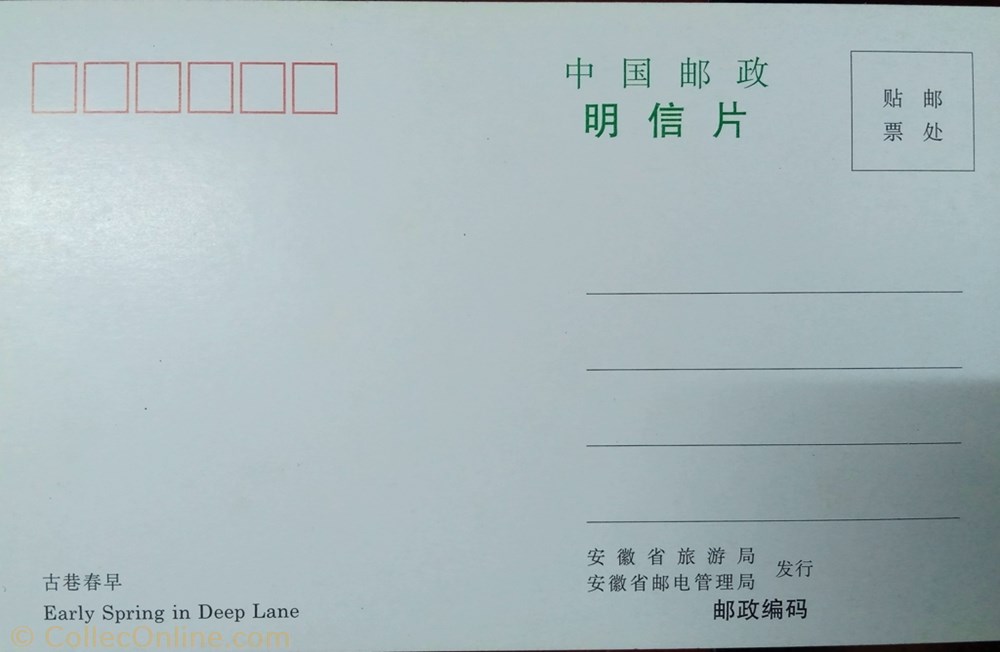 中国邮政
明信片
贴邮
票处
古巷春早
Early Spring in Deep Lane
安徽省旅游局
安徽省邮电管理局
发行
邮政编码
© CollecOnline.com